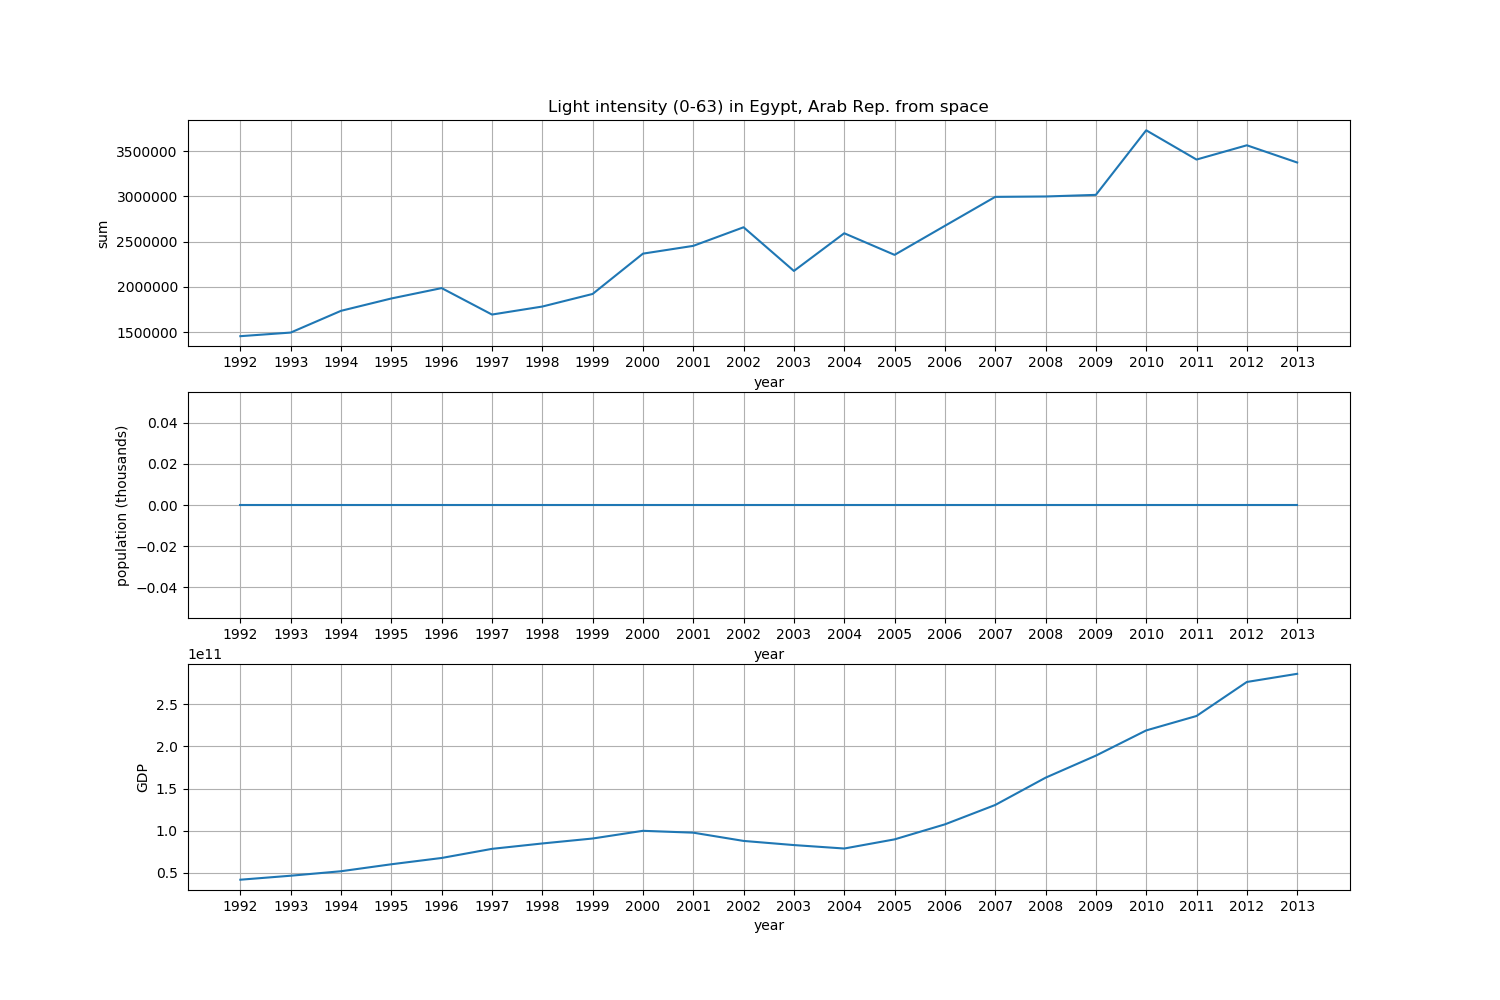 Light intensity (0-63) in Egypt, Arab Rep. from space
sum
3500000
3000000
2500000
2000000
1500000
1992 1993 1994 1995 1996 1997 1998 1999 2000 2001 2002 2003 2004 2005 2006 2007 2008 2009 2010 2011 2012 2013
year
population (thousands)
0.04
0.02
0.00
−0.02
−0.04
1992 1993 1994 1995 1996 1997 1998 1999 2000 2001 2002 2003 2004 2005 2006 2007 2008 2009 2010 2011 2012 2013
year
1e11
GDP
2.5
2.0
1.5
1.0
0.5
1992 1993 1994 1995 1996 1997 1998 1999 2000 2001 2002 2003 2004 2005 2006 2007 2008 2009 2010 2011 2012 2013
year